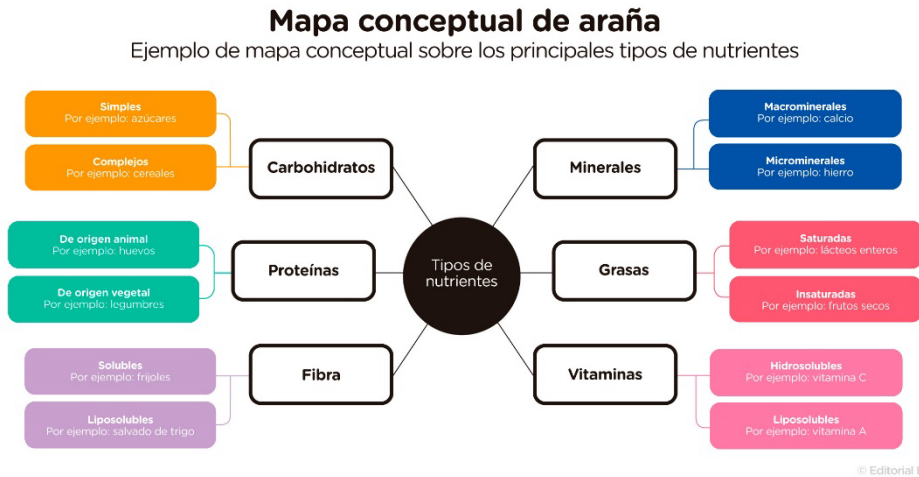 Mapa conceptual de araña
Ejemplo de mapa conceptual sobre los principales tipos de nutrientes
Simples
Por ejemplo: azúcares
Complejos
Por ejemplo: cereales
Carbohidratos
De origen animal
Por ejemplo: huevos
De origen vegetal
Por ejemplo: legumbres
Proteínas
Solubles
Por ejemplo: frijoles
Liposolubles
Por ejemplo: salvado de trigo
Fibra
Tipos de
nutrientes
Minerales
Macrominerales
Por ejemplo: calcio
Microminerales
Por ejemplo: hierro
Grasas
Saturadas
Por ejemplo: lácteos enteros
Insaturadas
Por ejemplo: frutos secos
Vitaminas
Hidrosolubles
Por ejemplo: vitamina C
Liposolubles
Por ejemplo: vitamina A
© Editorial